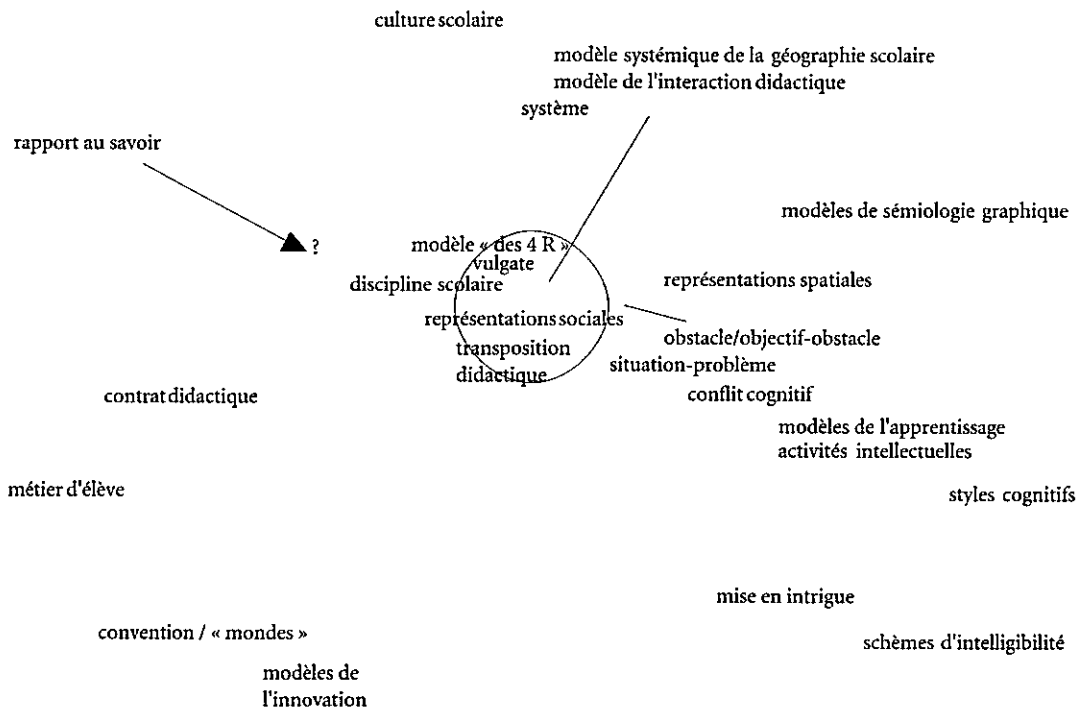 culture scolaire
modèle systémique de la géographie scolaire
modèle de l'interaction didactique
système
rapport au savoir
modèles de sémiologie graphique
?
modèle « des 4 R »
vulgate
discipline scolaire
représentations spatiales
représentations sociales
obstacle/objectif-obstacle
transposition
didactique
situation-problème
conflit cognitif
contrat didactique
modèles de l'apprentissage
activités intellectuelles
métier d'élève
styles cognitifs
mise en intrigue
convention / « mondes »
schèmes d'intelligibilité
modèles de
l'innovation